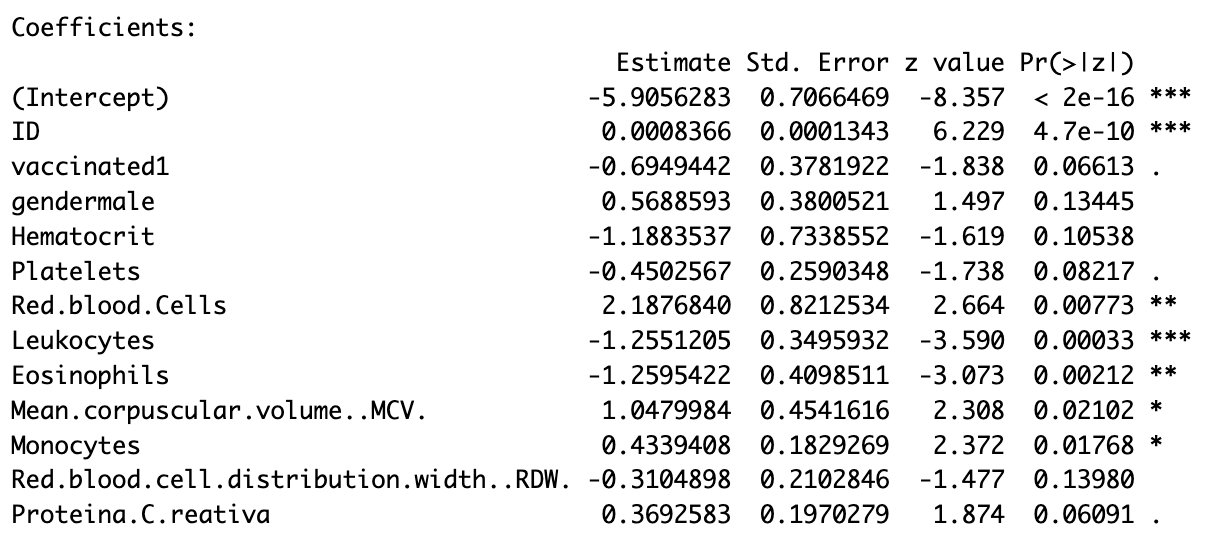 Coefficients:
Estimate Std. Error z value Pr(>|z|)
(Intercept) -5.9056283 0.7066469 -8.357 < 2e-16 ***
ID 0.0008366 0.0001343 6.229 4.7e-10 ***
vaccinated1 -0.6949442 0.3781922 -1.838 0.06613 .
gendermale 0.5688593 0.3800521 1.497 0.13445
Hematocrit -1.1883537 0.7338552 -1.619 0.10538
Platelets -0.4502567 0.2590348 -1.738 0.08217 .
Red.blood.Cells 2.1876840 0.8212534 2.664 0.00773 **
Leukocytes -1.2551205 0.3495932 -3.590 0.00033 ***
Eosinophils -1.2595422 0.4098511 -3.073 0.00212 **
Mean.corpuscular.volume..MCV. 1.0479984 0.4541616 2.308 0.02102 *
Monocytes 0.4339408 0.1829269 2.372 0.01768 *
Red.blood.cell.distribution.width..RDW. -0.3104898 0.2102846 -1.477 0.13980
Proteina.C.reativa 0.3692583 0.1970279 1.874 0.06091 .